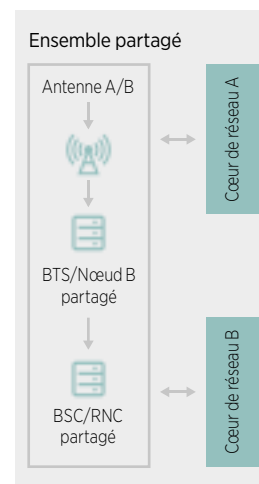 Ensemble partagé
Antenne A/B
Cœur de réseau A
BTS/Nœud B
partagé
BSC/RNC
partagé
Cœur de réseau B